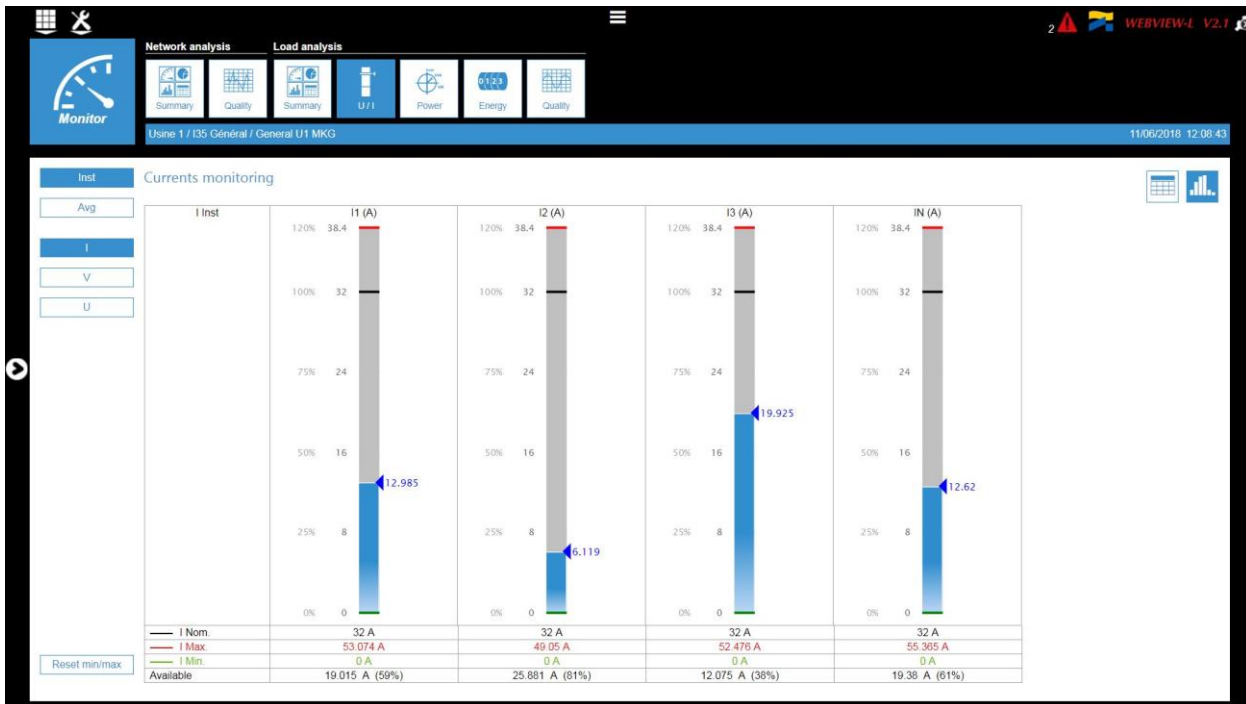 2 WEBVIEW-L V2.1
Network analysis Load analysis
Summary Quality Summary U / I Power Energy Quality
Monitor
Usine 1 / I35 Général / General U1 MKG 11/06/2018 12:08:43
Inst
Avg
I
V
U
Reset min/max
Currents monitoring
I Inst I1 (A) I2 (A) I3 (A) IN (A)
120% 38.4 120% 38.4 120% 38.4 120% 38.4
100% 32 100% 32 100% 32 100% 32
75% 24 75% 24 75% 24 75% 24
19.925
50% 16 50% 16 50% 16 50% 16
12.985 12.62
25% 8 25% 8 25% 8 25% 8
6.119
0% 0 0% 0 0% 0 0% 0
I Nom. 32 A 32 A 32 A 32 A
I Max. 53.074 A 49.05 A 52.476 A 55.365 A
I Min. 0 A 0 A 0 A 0 A
Available 19.015 A (59%) 25.881 A (81%) 12.075 A (38%) 19.38 A (61%)